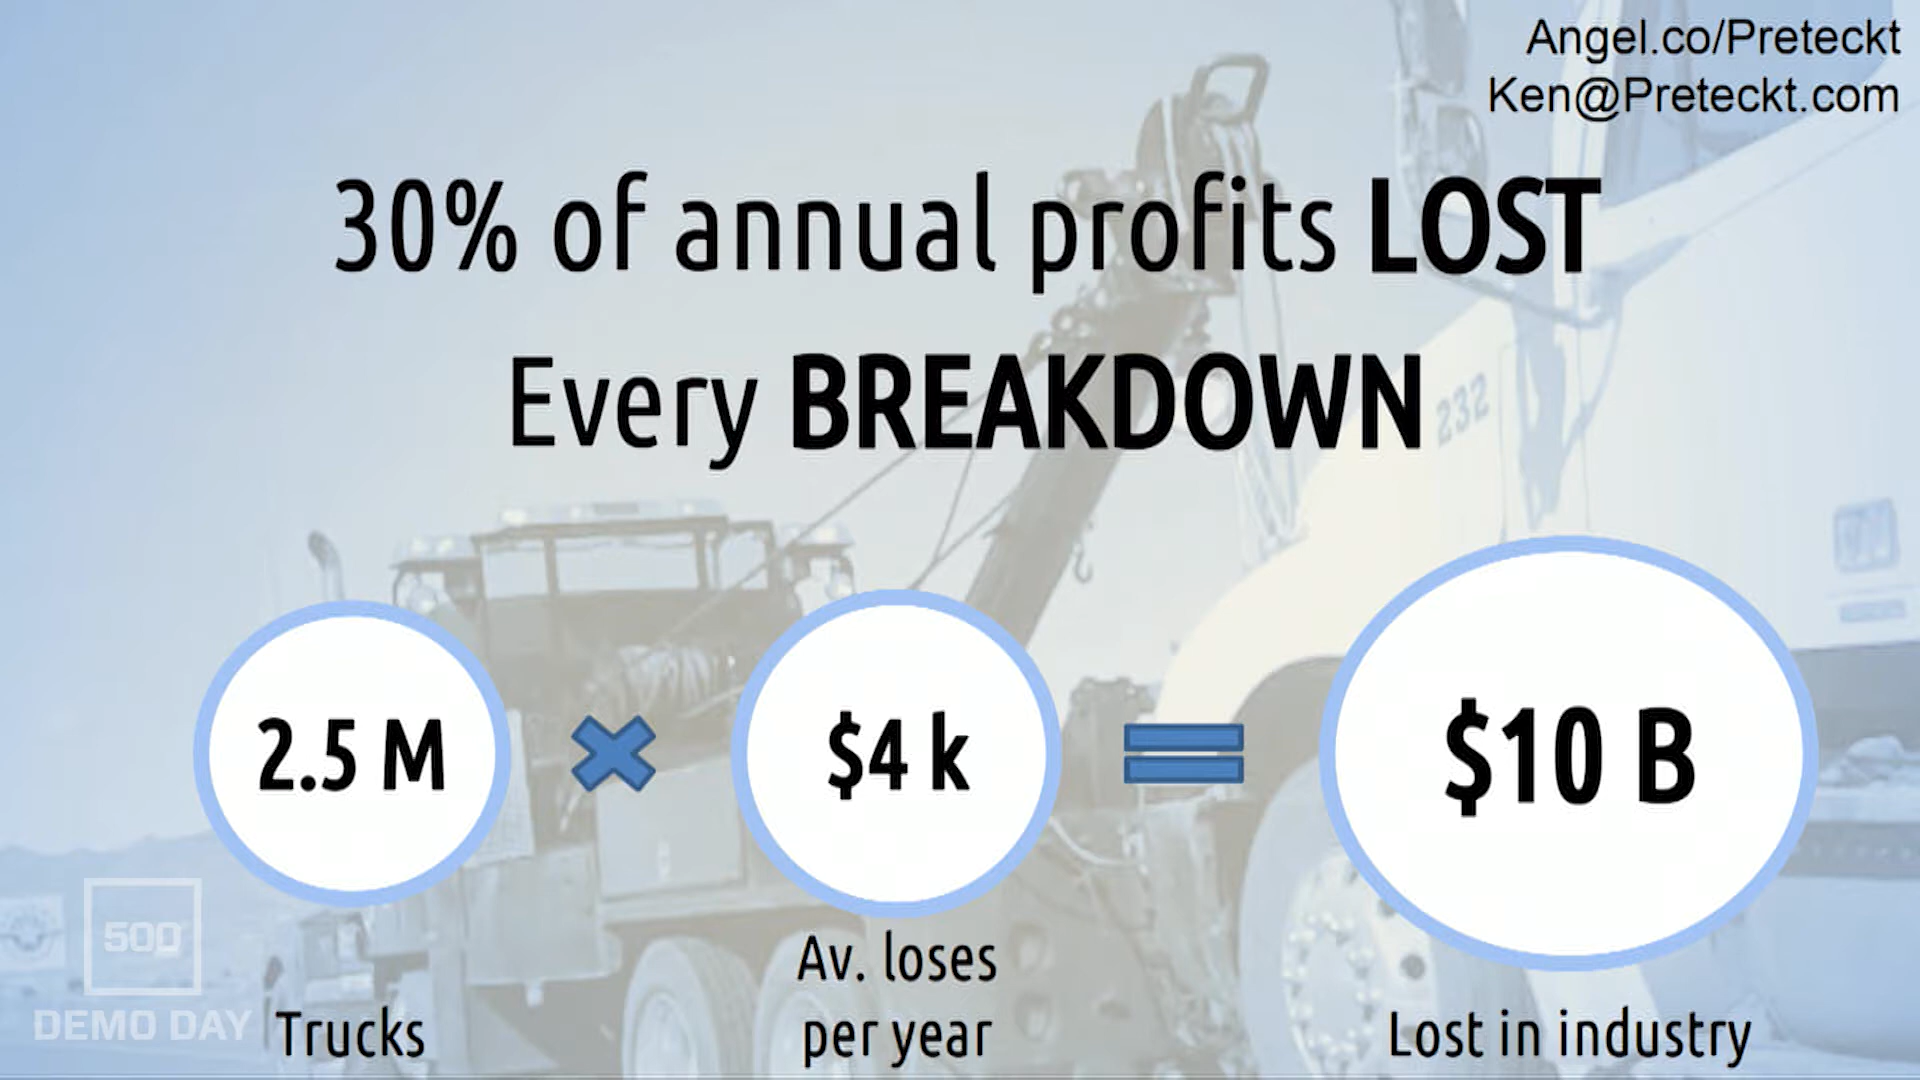 Angel.co/Preteckt
Ken@Preteckt.com
30% of annual profits LOST
Every BREAKDOWN
232
2.5 M
$4 k
$10 B
Trucks
Av. loses
per year
Lost in industry
500
DEMO DAY